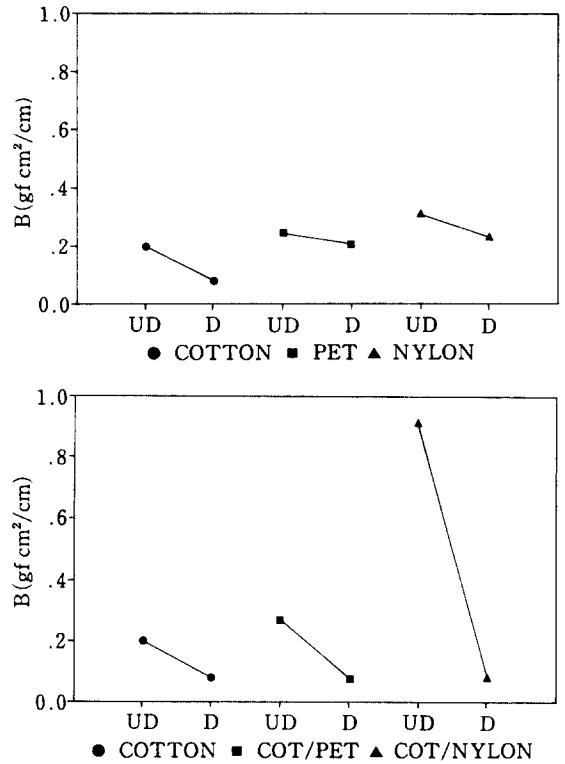 1.0
.8
.6
.4
.2
0.0
B(gf cm²/cm)
UD D UD D UD D
● COTTON ■ PET ▲ NYLON
1.0
.8
.6
.4
.2
0.0
B(gf cm²/cm)
UD D UD D UD D
● COTTON ■ COT/PET ▲ COT/NYLON